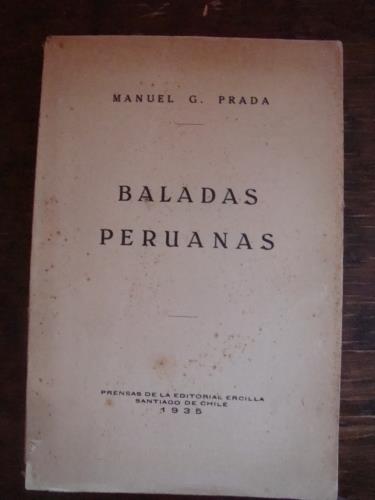 MANUEL G. PRADA
BALADAS
PERUANAS
PRENSAS DE LA EDITORIAL ERCILLA
SANTIAGO DE CHILE
1935